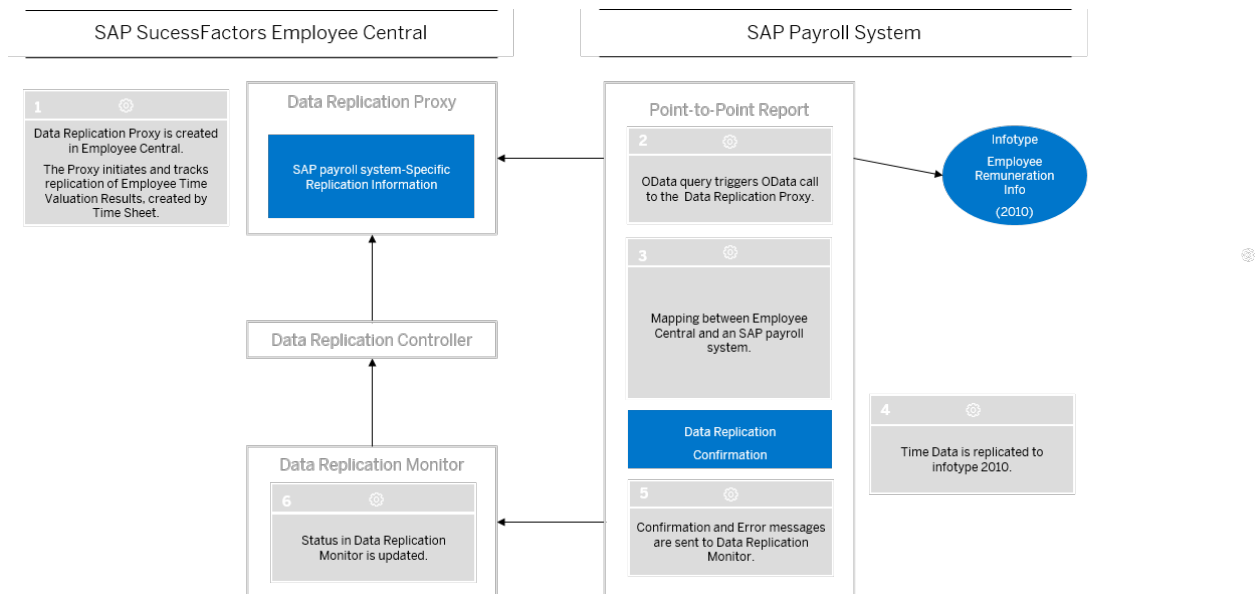 SAP SucessFactors Employee Central
SAP Payroll System
1
Data Replication Proxy is created
in Employee Central.
The Proxy initiates and tracks
replication of Employee Time
Valuation Results, created by
Time Sheet.
Data Replication Proxy
SAP payroll system-Specific
Replication Information
Data Replication Controller
Data Replication Monitor
6
Status in Data Replication
Monitor is updated.
Point-to-Point Report
2
OData query triggers OData call
to the Data Replication Proxy.
3
Mapping between Employee
Central and an SAP payroll
system.
Data Replication
Confirmation
5
Confirmation and Error messages
are sent to Data Replication
Monitor.
Infotype
Employee
Remuneration
Info
(2010)
4
Time Data is replicated to
infotype 2010.